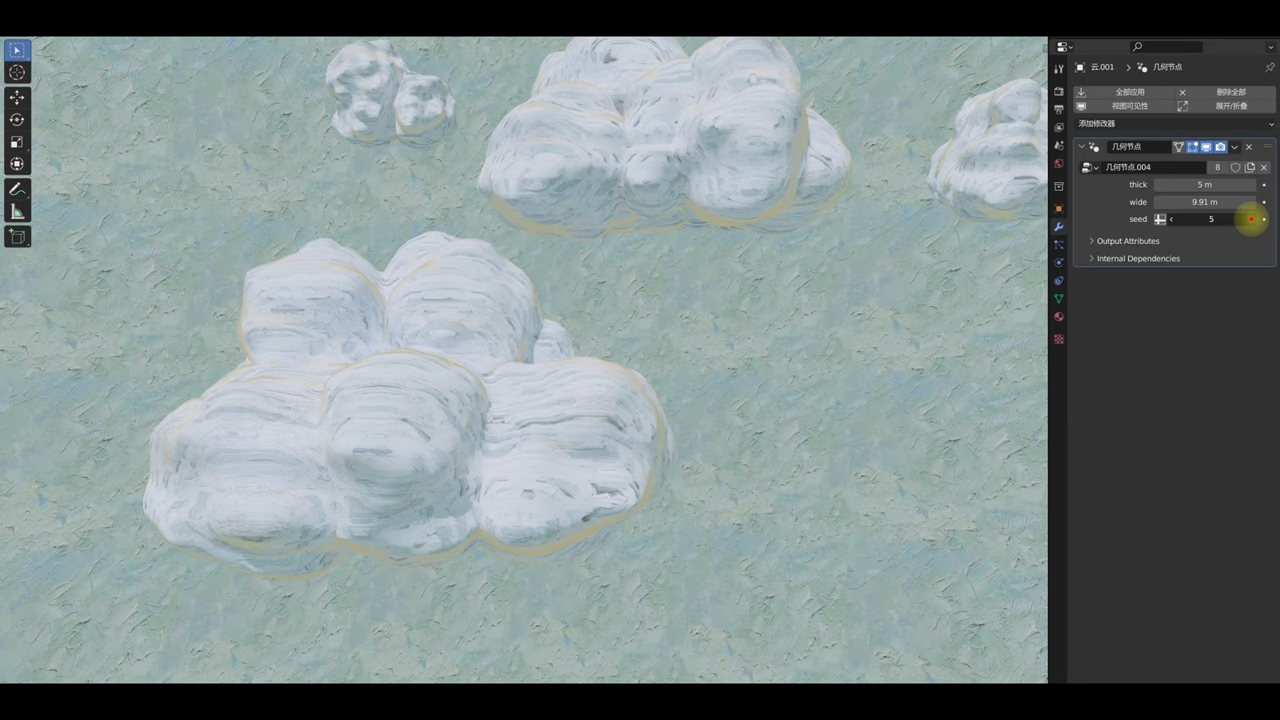 云.001 几何节点
全部应用 删除全部
视图可见性 展开/折叠
添加修改器
几何节点
几何节点.004 8
thick 5 m
wide 9.91 m
seed 5
Output Attributes
Internal Dependencies